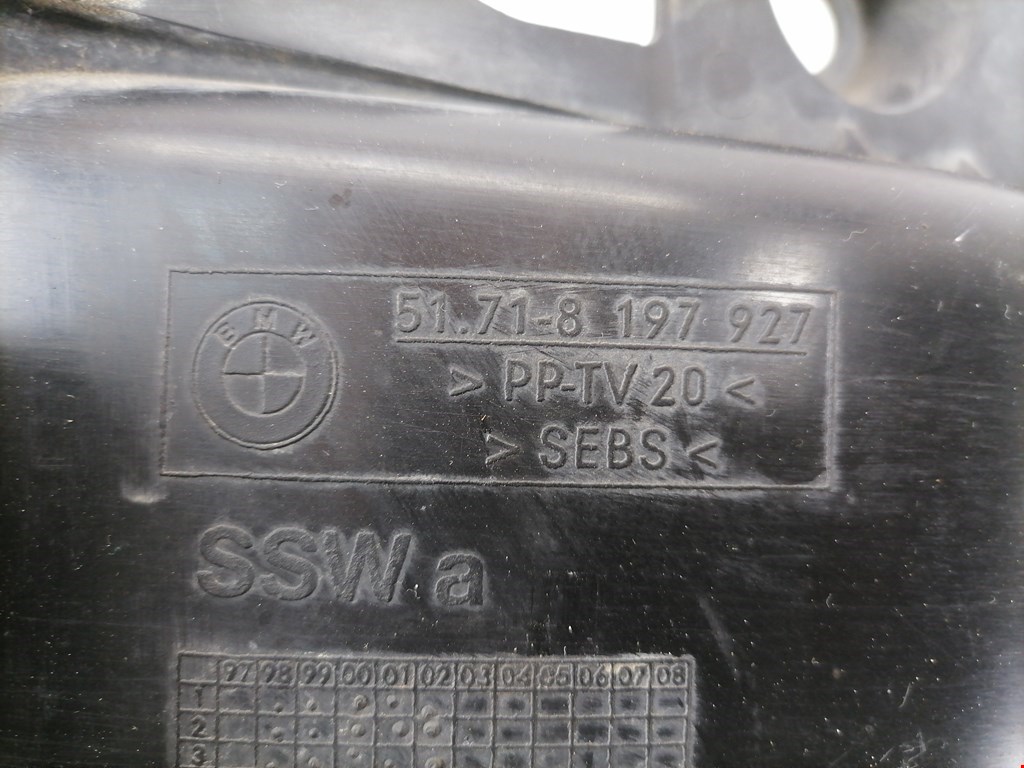 BMW
51.71-8 197 927
> PP-TV 20 <
> SEBS <
SSW a
97 98 99 00 01 02 03 04 05 06 07 08
1
2
3